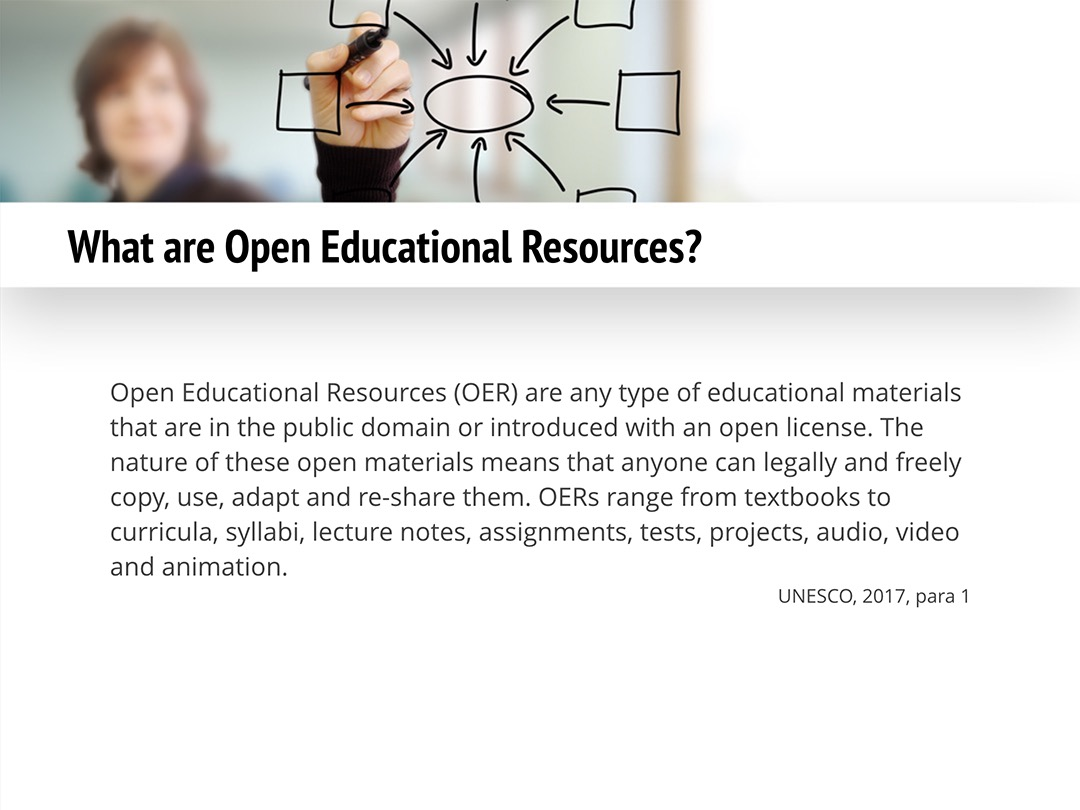 What are Open Educational Resources?
Open Educational Resources (OER) are any type of educational materials
that are in the public domain or introduced with an open license. The
nature of these open materials means that anyone can legally and freely
copy, use, adapt and re-share them. OERs range from textbooks to
curricula, syllabi, lecture notes, assignments, tests, projects, audio, video
and animation.
UNESCO, 2017, para 1